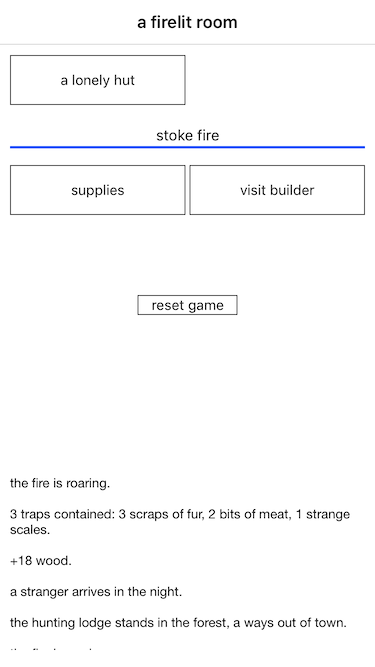 a firelit room
a lonely hut
stoke fire
supplies
visit builder
reset game
the fire is roaring.
3 traps contained: 3 scraps of fur, 2 bits of meat, 1 strange
scales.
+18 wood.
a stranger arrives in the night.
the hunting lodge stands in the forest, a ways out of town.